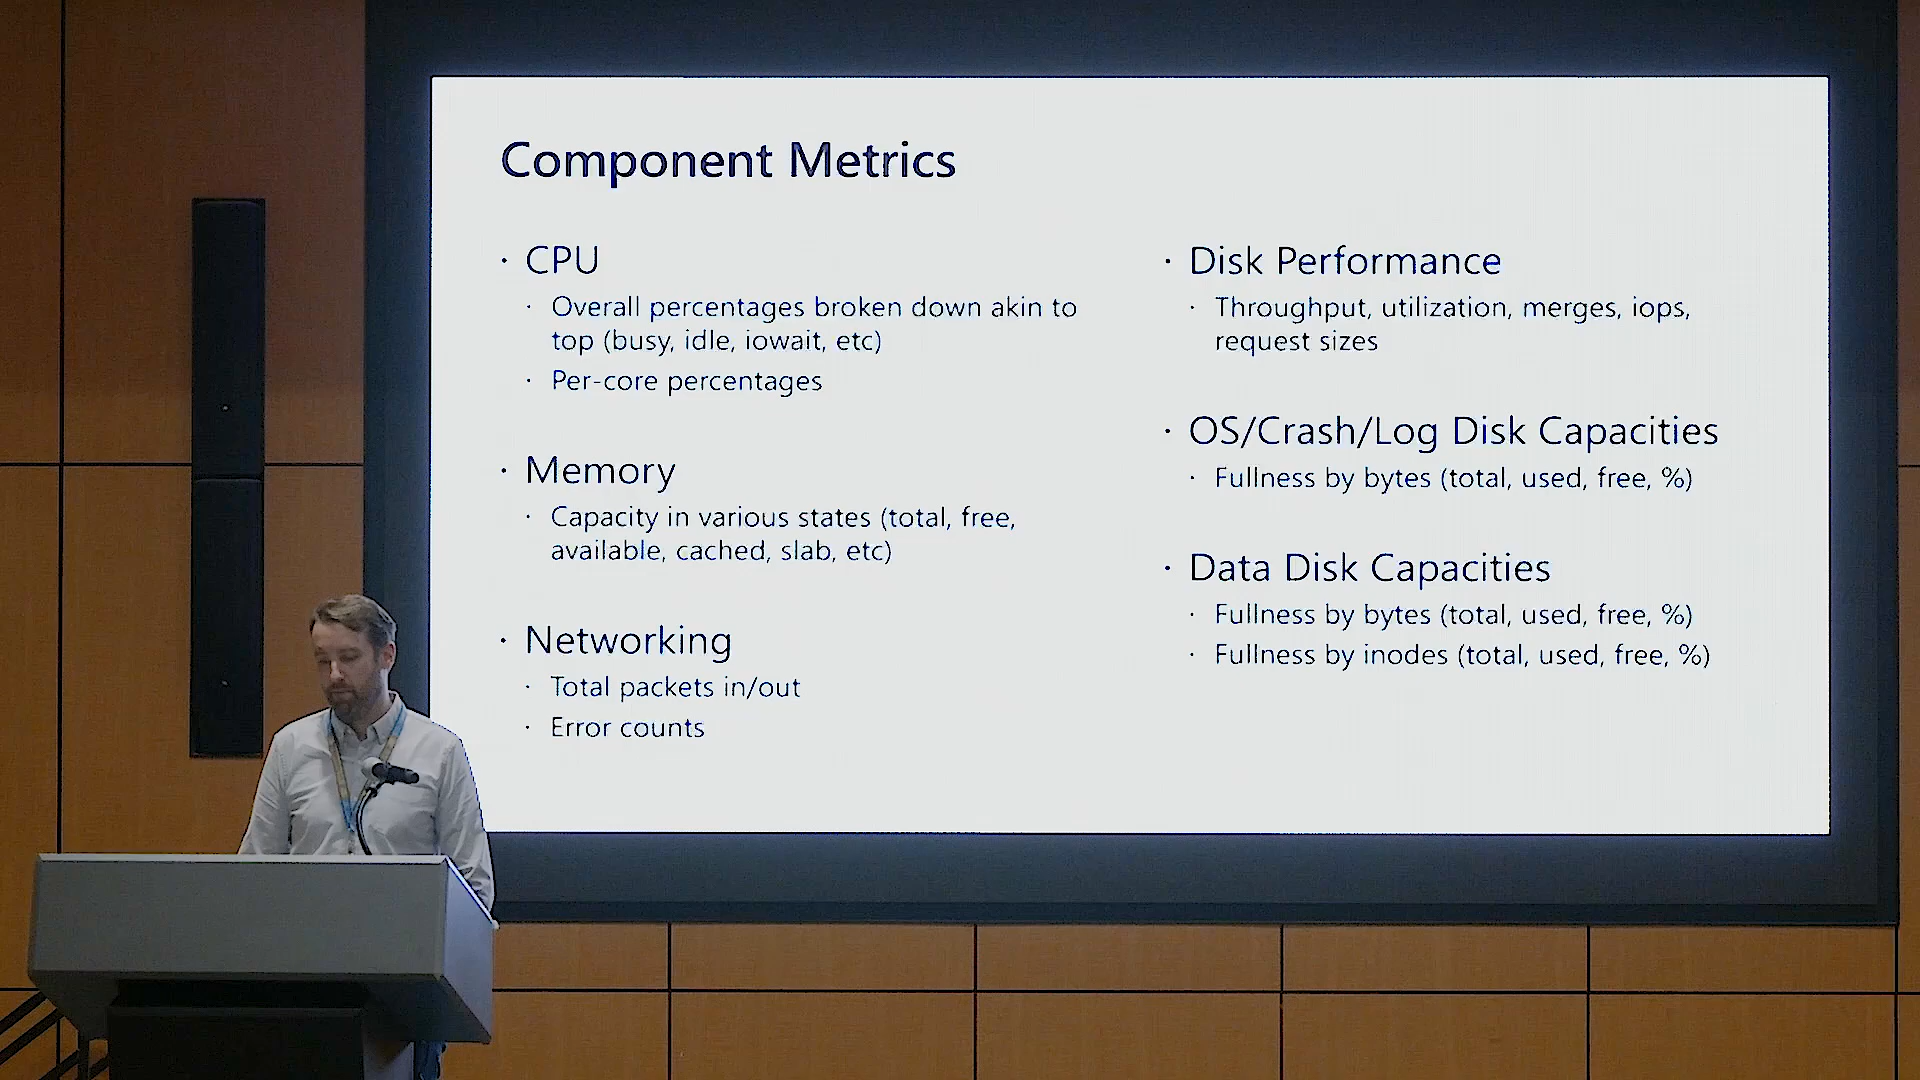 Component Metrics
· CPU
· Overall percentages broken down akin to
top (busy, idle, iowait, etc)
· Per-core percentages
· Memory
· Capacity in various states (total, free,
available, cached, slab, etc)
· Networking
· Total packets in/out
· Error counts
· Disk Performance
· Throughput, utilization, merges, iops,
request sizes
· OS/Crash/Log Disk Capacities
· Fullness by bytes (total, used, free, %)
· Data Disk Capacities
· Fullness by bytes (total, used, free, %)
· Fullness by inodes (total, used, free, %)